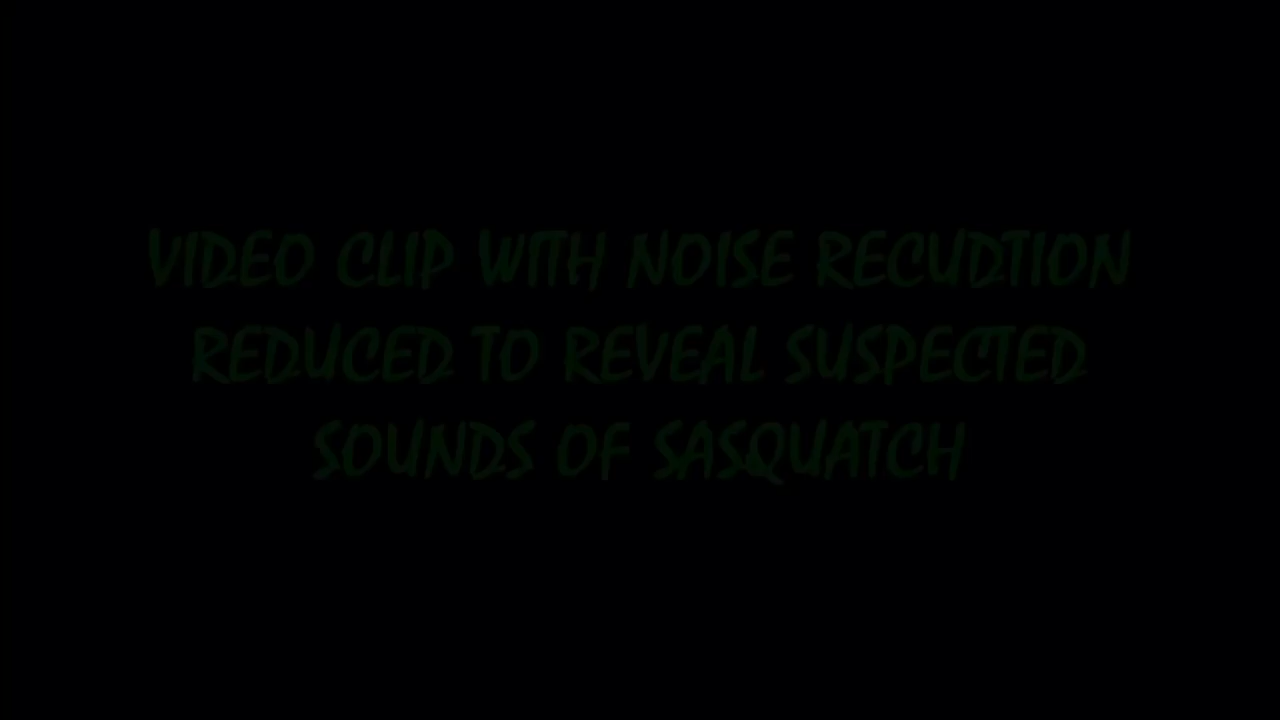 VIDEO CLIP WITH NOISE RECUDTION
REDUCED TO REVEAL SUSPECTED
SOUNDS OF SASQUATCH